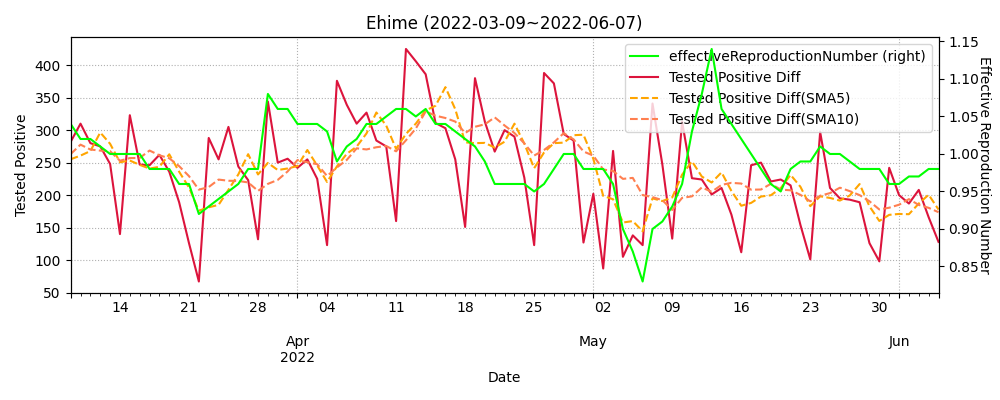 Ehime (2022-03-09~2022-06-07)
effectiveReproductionNumber (right)
Tested Positive Diff
Tested Positive Diff(SMA5)
Tested Positive Diff(SMA10)
Tested Positive
400
350
300
250
200
150
100
50
1.15
1.10
1.05
1.00
0.95
0.90
0.85
Effective Reproduction Number
14 21 28 04 11 18 25 02 09 16 23 30
Apr May Jun
2022
Date